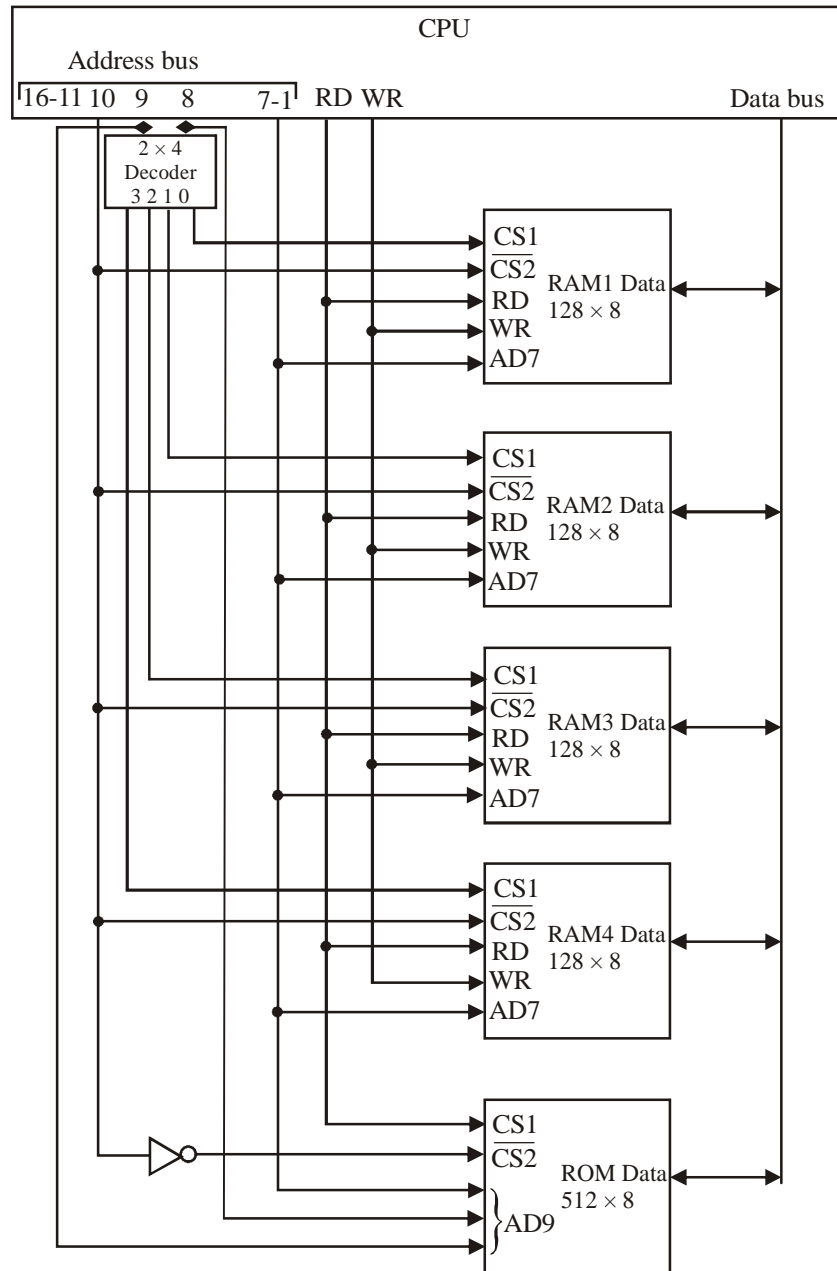 CPU
Address bus
16-11 10 9 8 7-1 RD WR Data bus
2 × 4
Decoder
3 2 1 0
CS1
CS2
RD
WR
AD7
RAM1 Data
128 × 8
CS1
CS2
RD
WR
AD7
RAM2 Data
128 × 8
CS1
CS2
RD
WR
AD7
RAM3 Data
128 × 8
CS1
CS2
RD
WR
AD7
RAM4 Data
128 × 8
CS1
CS2
AD9
ROM Data
512 × 8